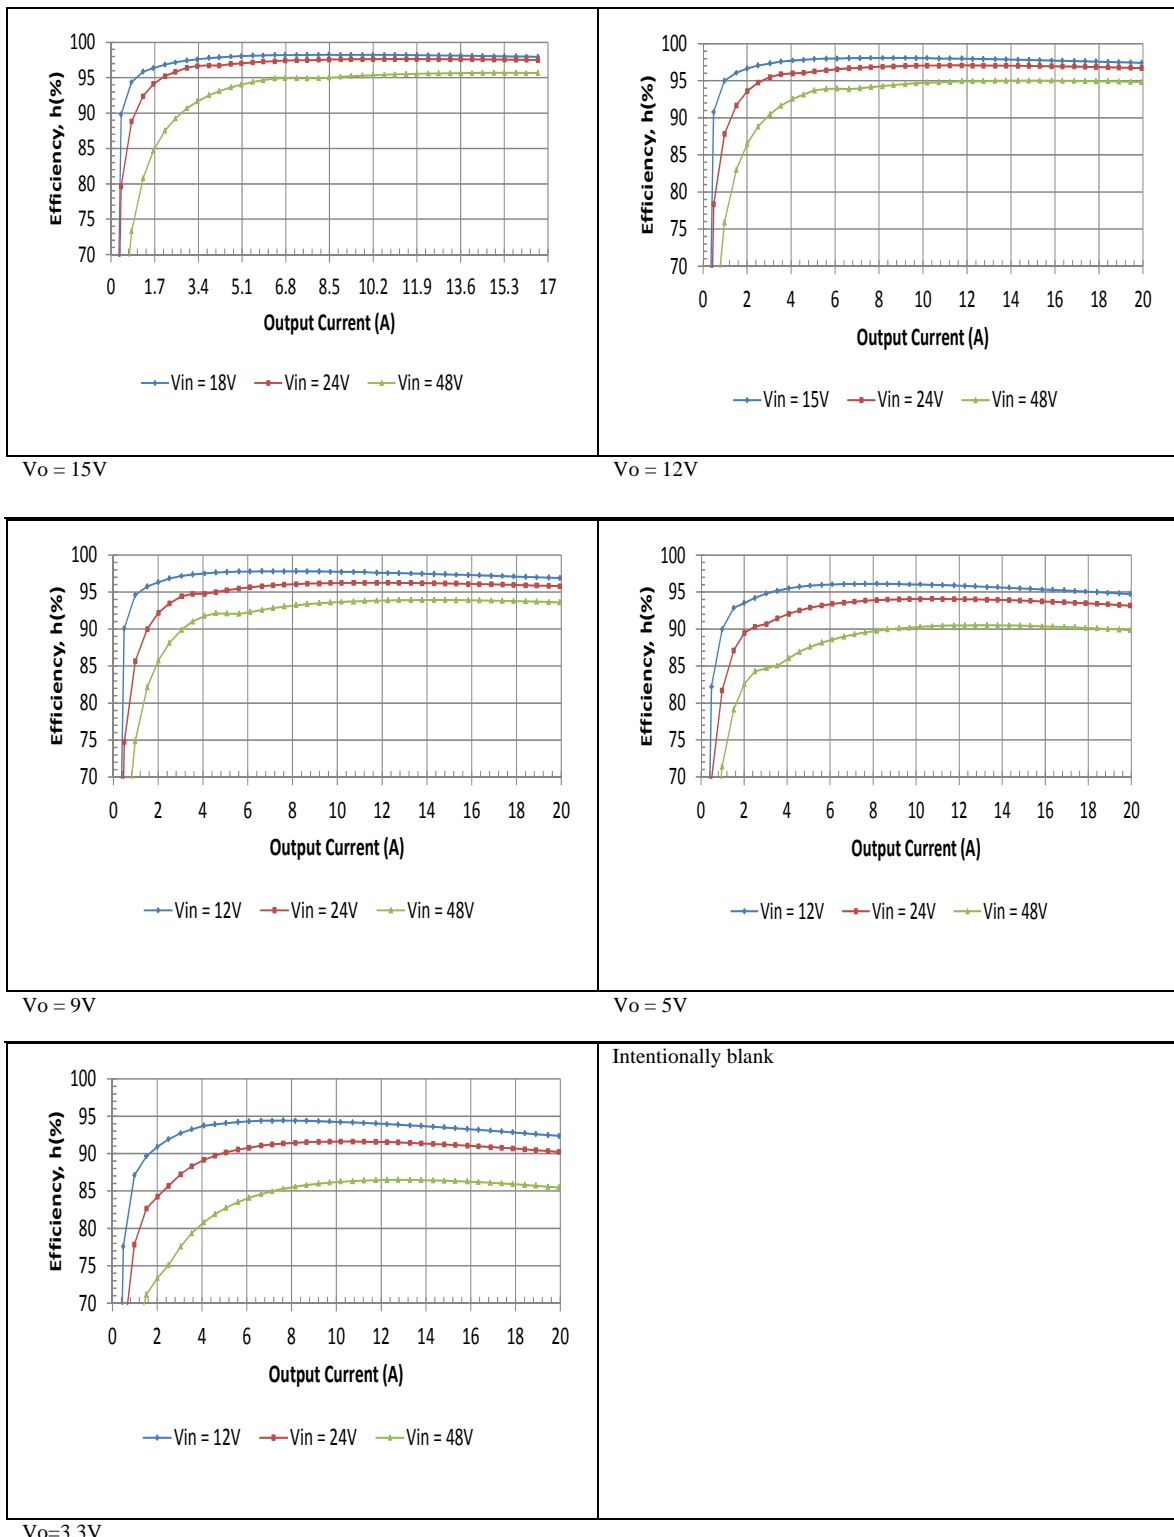 100
95
90
85
80
75
70
Efficiency, h(%)
0 1.7 3.4 5.1 6.8 8.5 10.2 11.9 13.6 15.3 17
Output Current (A)
Vin = 18V Vin = 24V Vin = 48V
Vo = 15V
100
95
90
85
80
75
70
Efficiency, h(%)
0 2 4 6 8 10 12 14 16 18 20
Output Current (A)
Vin = 15V Vin = 24V Vin = 48V
Vo = 12V
100
95
90
85
80
75
70
Efficiency, h(%)
0 2 4 6 8 10 12 14 16 18 20
Output Current (A)
Vin = 12V Vin = 24V Vin = 48V
Vo = 9V
100
95
90
85
80
75
70
Efficiency, h(%)
0 2 4 6 8 10 12 14 16 18 20
Output Current (A)
Vin = 12V Vin = 24V Vin = 48V
Vo = 5V
100
95
90
85
80
75
70
Efficiency, h(%)
0 2 4 6 8 10 12 14 16 18 20
Output Current (A)
Vin = 12V Vin = 24V Vin = 48V
Vo=3.3V
Intentionally blank